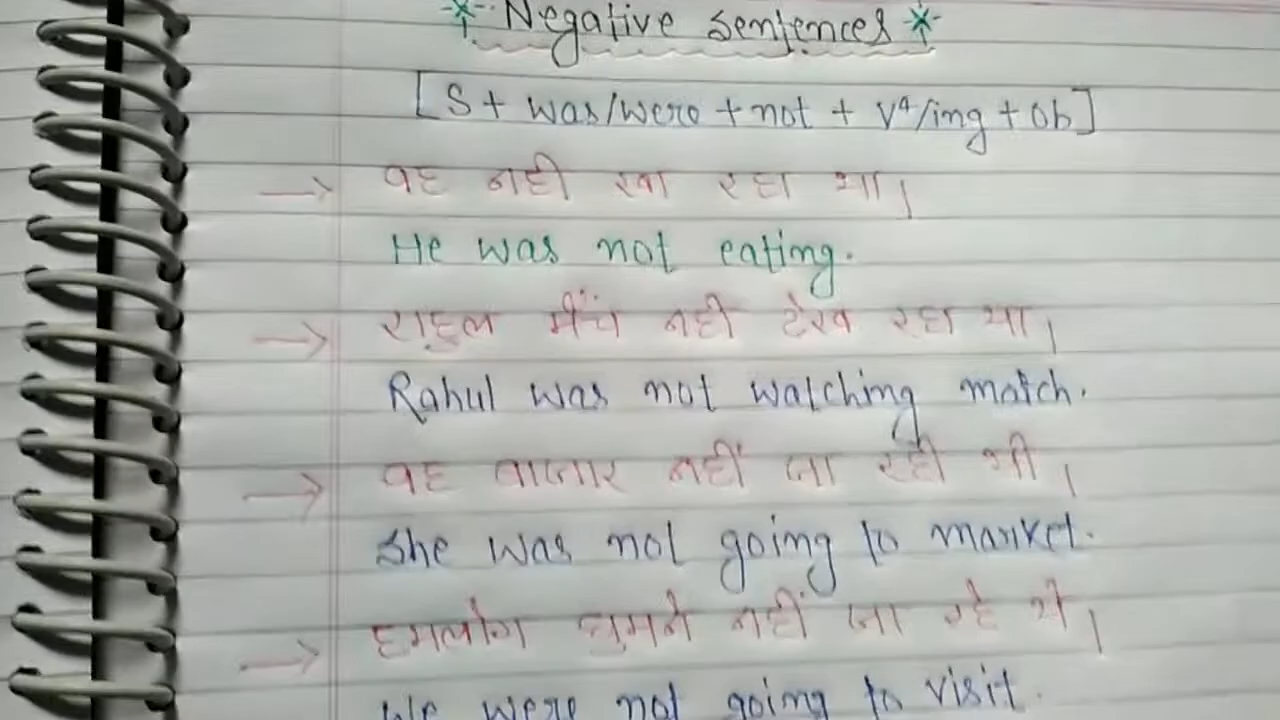 * Negative Sentences *
[S + was/were + not + V⁴/ing + Ob]
→ वह नही खा रहा था।
He was not eating.
→ राहुल मैंच नही देख रहा था।
Rahul was not watching match.
→ वह बाजार नहीं जा रही थी।
She was not going to market.
→ हमलोग घुमने नहीं जा रहे थे।
We were not going to visit.